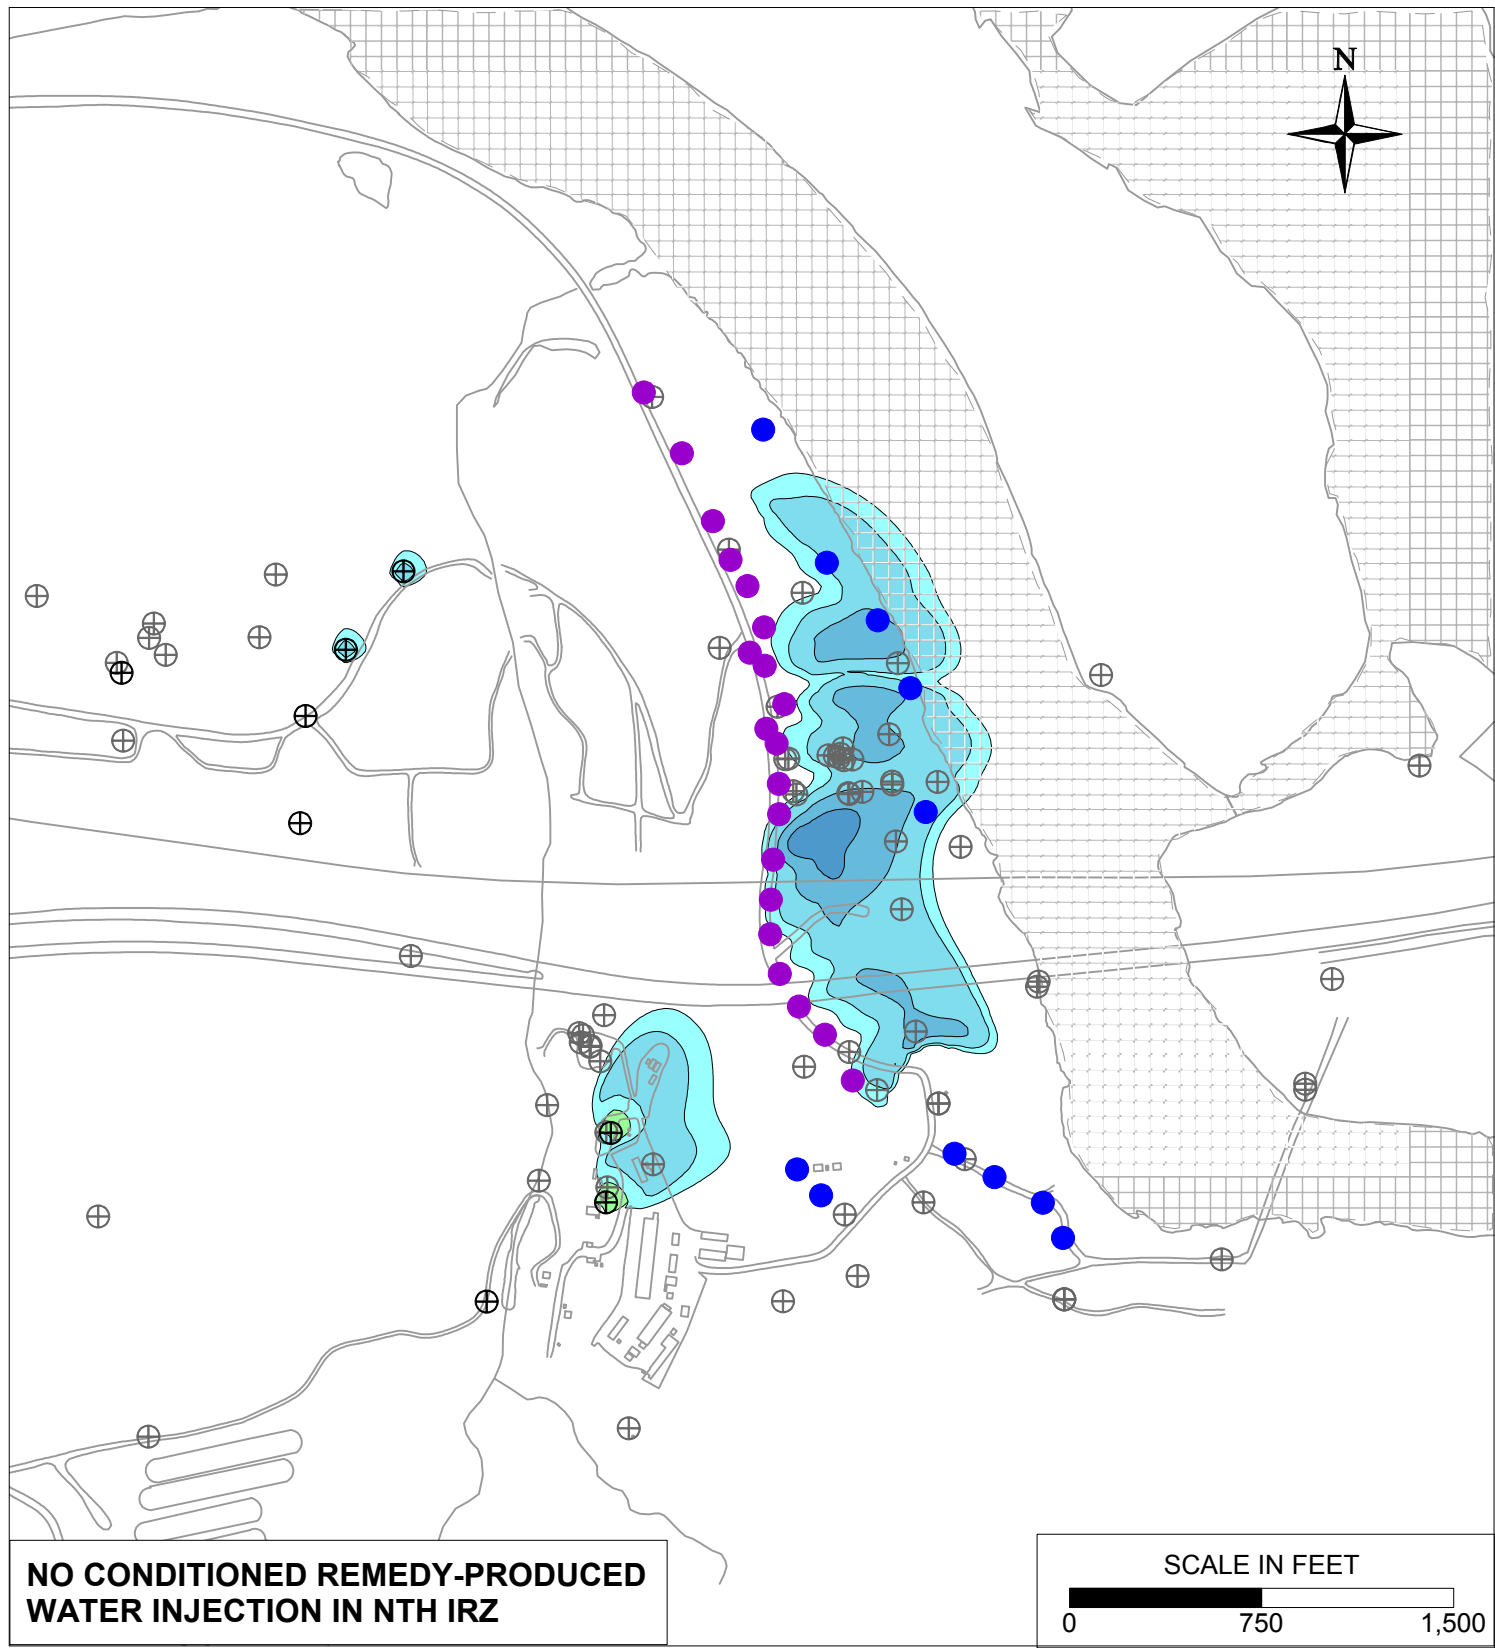 N
NO CONDITIONED REMEDY-PRODUCED
WATER INJECTION IN NTH IRZ
SCALE IN FEET
0 750 1,500